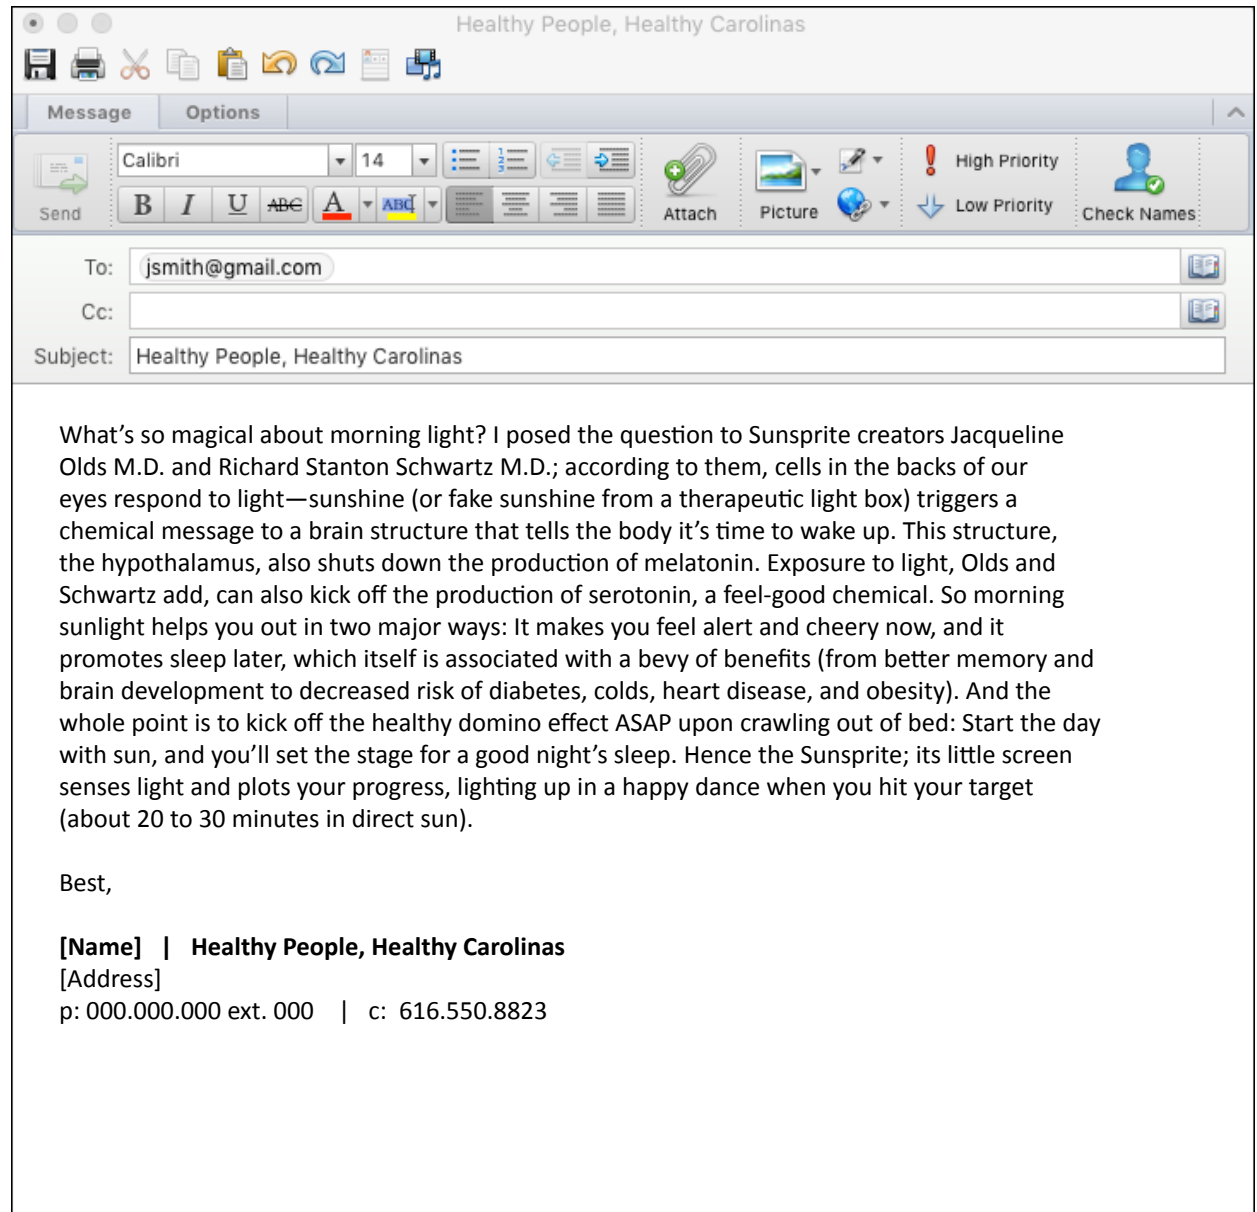 Healthy People, Healthy Carolinas
Message Options
Calibri 14
B I U ABC A ABC
Send
Attach
Picture
High Priority
Low Priority
Check Names
To: jsmith@gmail.com
Cc:
Subject: Healthy People, Healthy Carolinas
What’s so magical about morning light? I posed the question to Sunsprite creators Jacqueline
Olds M.D. and Richard Stanton Schwartz M.D.; according to them, cells in the backs of our
eyes respond to light—sunshine (or fake sunshine from a therapeutic light box) triggers a
chemical message to a brain structure that tells the body it’s time to wake up. This structure,
the hypothalamus, also shuts down the production of melatonin. Exposure to light, Olds and
Schwartz add, can also kick off the production of serotonin, a feel-good chemical. So morning
sunlight helps you out in two major ways: It makes you feel alert and cheery now, and it
promotes sleep later, which itself is associated with a bevy of benefits (from better memory and
brain development to decreased risk of diabetes, colds, heart disease, and obesity). And the
whole point is to kick off the healthy domino effect ASAP upon crawling out of bed: Start the day
with sun, and you’ll set the stage for a good night’s sleep. Hence the Sunsprite; its little screen
senses light and plots your progress, lighting up in a happy dance when you hit your target
(about 20 to 30 minutes in direct sun).
Best,
[Name] | Healthy People, Healthy Carolinas
[Address]
p: 000.000.000 ext. 000 | c: 616.550.8823